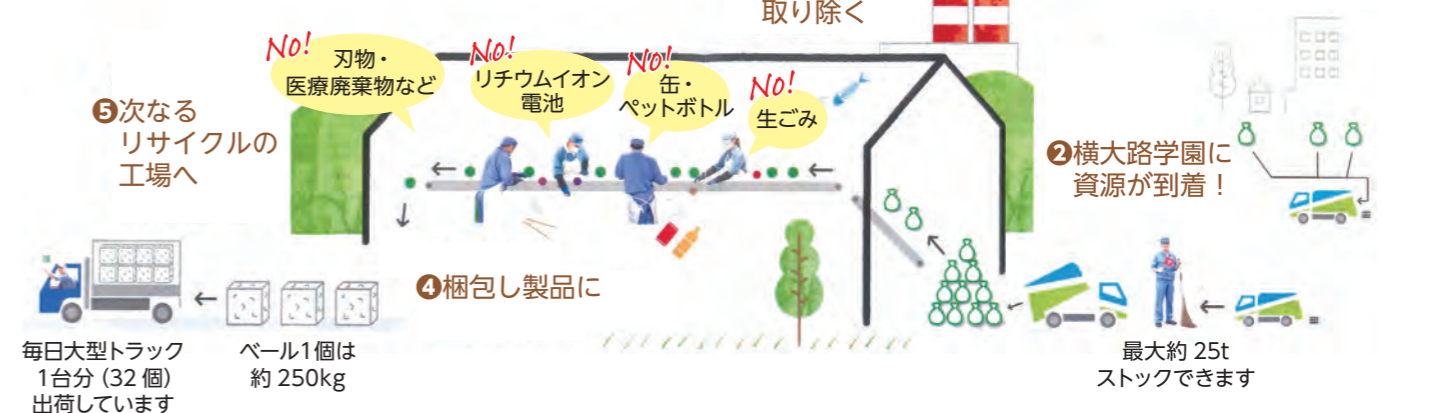 取り除く
No!
刃物・
医療廃棄物など
No!
リチウムイオン
電池
No!
缶・
ペットボトル
No!
生ごみ
❺次なる
リサイクルの
工場へ
❷横大路学園に
資源が到着！
❹梱包し製品に
毎日大型トラック
1台分（32個）
出荷しています
ベール1個は
約250kg
最大約25t
ストックできます